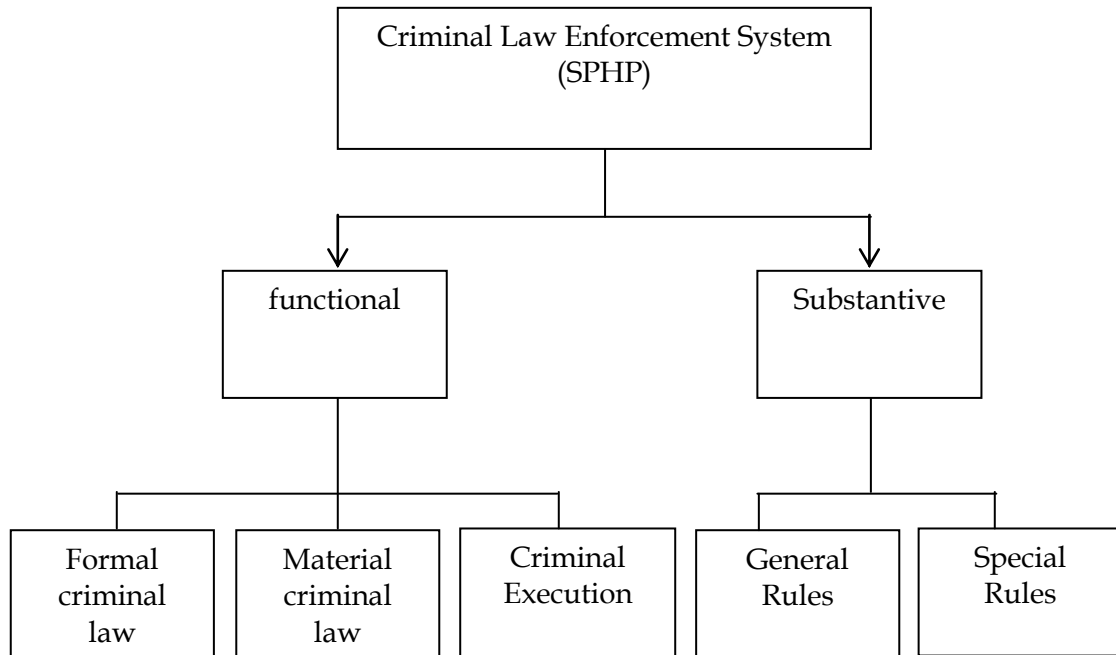 Criminal Law Enforcement System
(SPHP)
functional
Substantive
Formal
criminal
law
Material
criminal
law
Criminal
Execution
General
Rules
Special
Rules